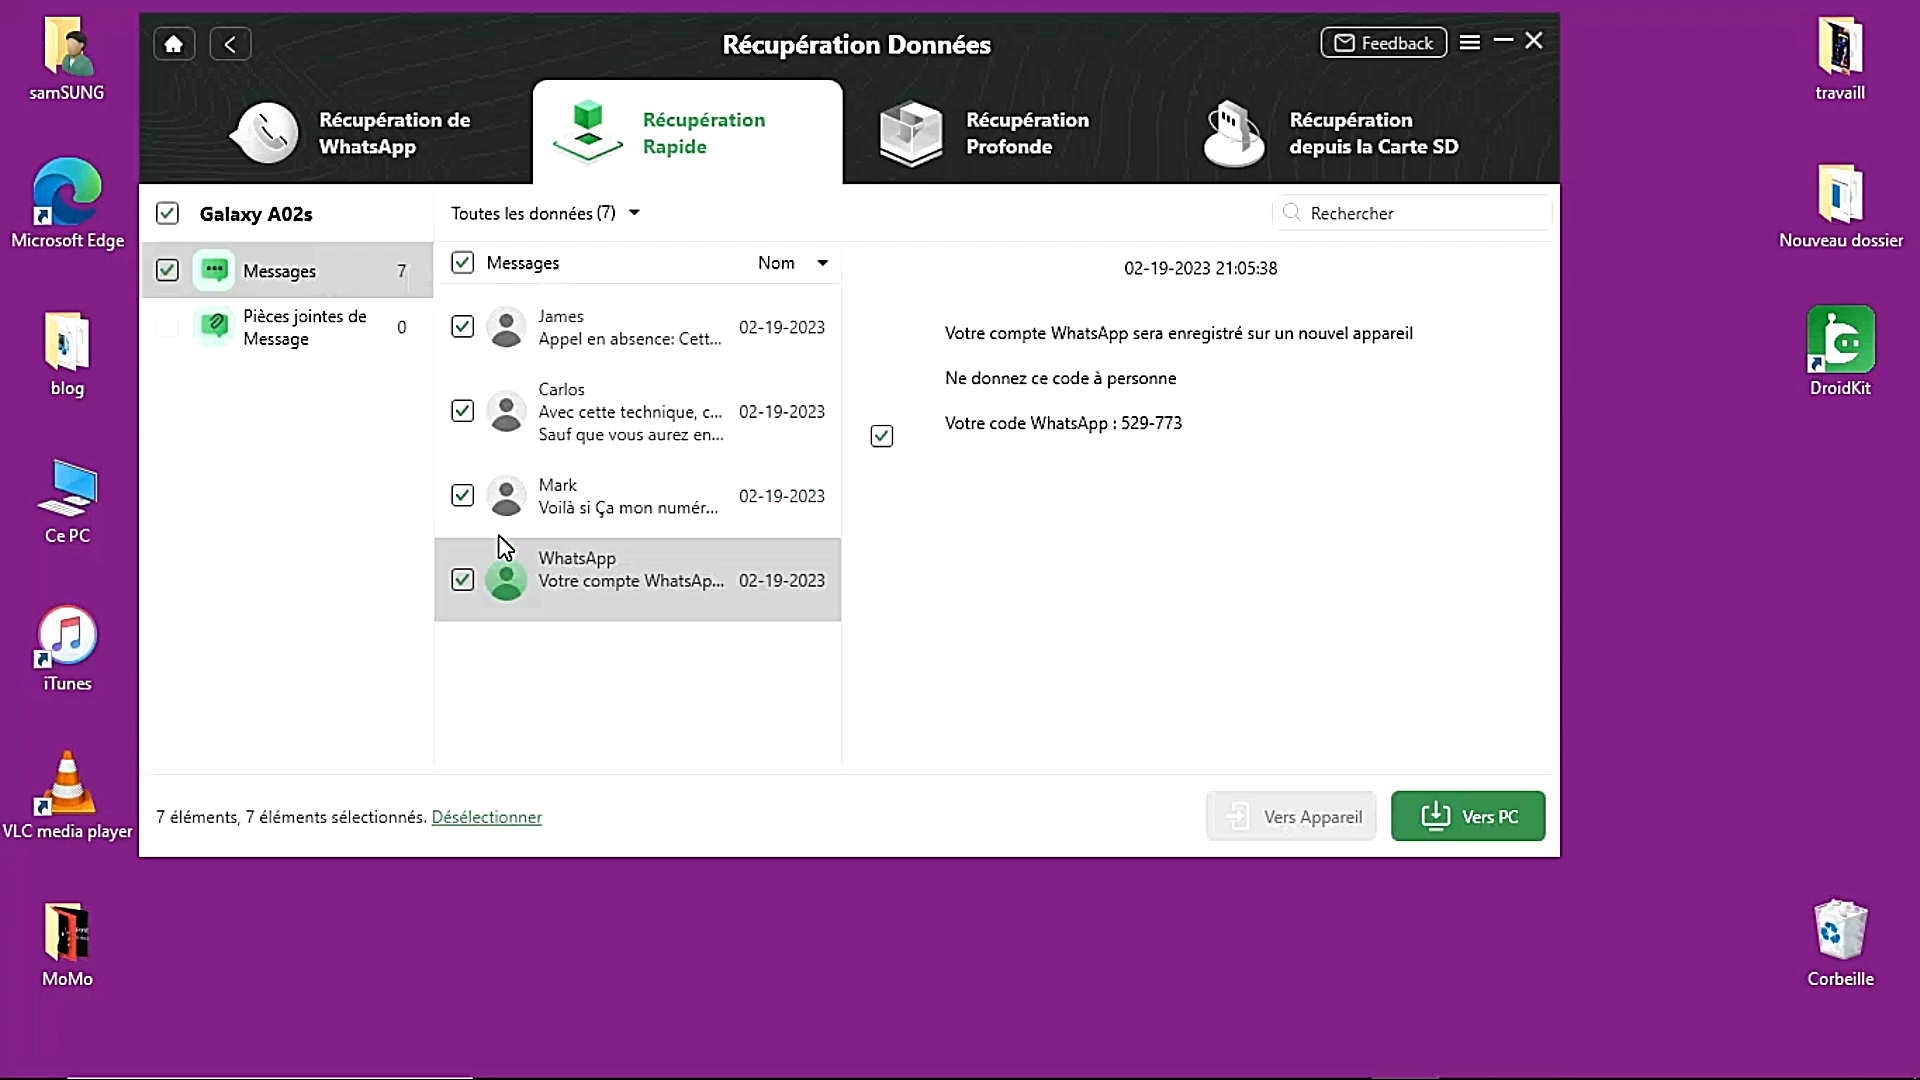 Récupération Données
Feedback
Récupération de
WhatsApp
Récupération
Rapide
Récupération
Profonde
Récupération
depuis la Carte SD
Galaxy A02s
Toutes les données (7)
Rechercher
Messages 7
Pièces jointes de
Message 0
Messages Nom
James
Appel en absence: Cett... 02-19-2023
Carlos
Avec cette technique, c... 02-19-2023
Sauf que vous aurez en...
Mark
Voilà si Ça mon numér... 02-19-2023
WhatsApp
Votre compte WhatsAp... 02-19-2023
02-19-2023 21:05:38
Votre compte WhatsApp sera enregistré sur un nouvel appareil
Ne donnez ce code à personne
Votre code WhatsApp : 529-773
7 éléments, 7 éléments sélectionnés. Désélectionner
Vers Appareil
Vers PC
samSUNG
Microsoft Edge
blog
Ce PC
iTunes
VLC media player
MoMo
travaill
Nouveau dossier
DroidKit
Corbeille